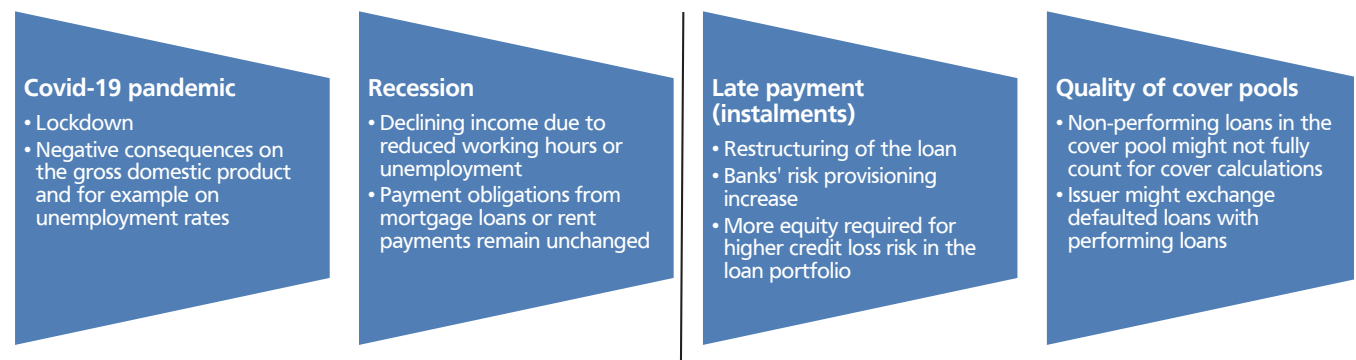 Covid-19 pandemic
• Lockdown
• Negative consequences on
the gross domestic product
and for example on
unemployment rates
Recession
• Declining income due to
reduced working hours or
unemployment
• Payment obligations from
mortgage loans or rent
payments remain unchanged
Late payment
(instalments)
• Restructuring of the loan
• Banks' risk provisioning
increase
• More equity required for
higher credit loss risk in the
loan portfolio
Quality of cover pools
• Non-performing loans in the
cover pool might not fully
count for cover calculations
• Issuer might exchange
defaulted loans with
performing loans